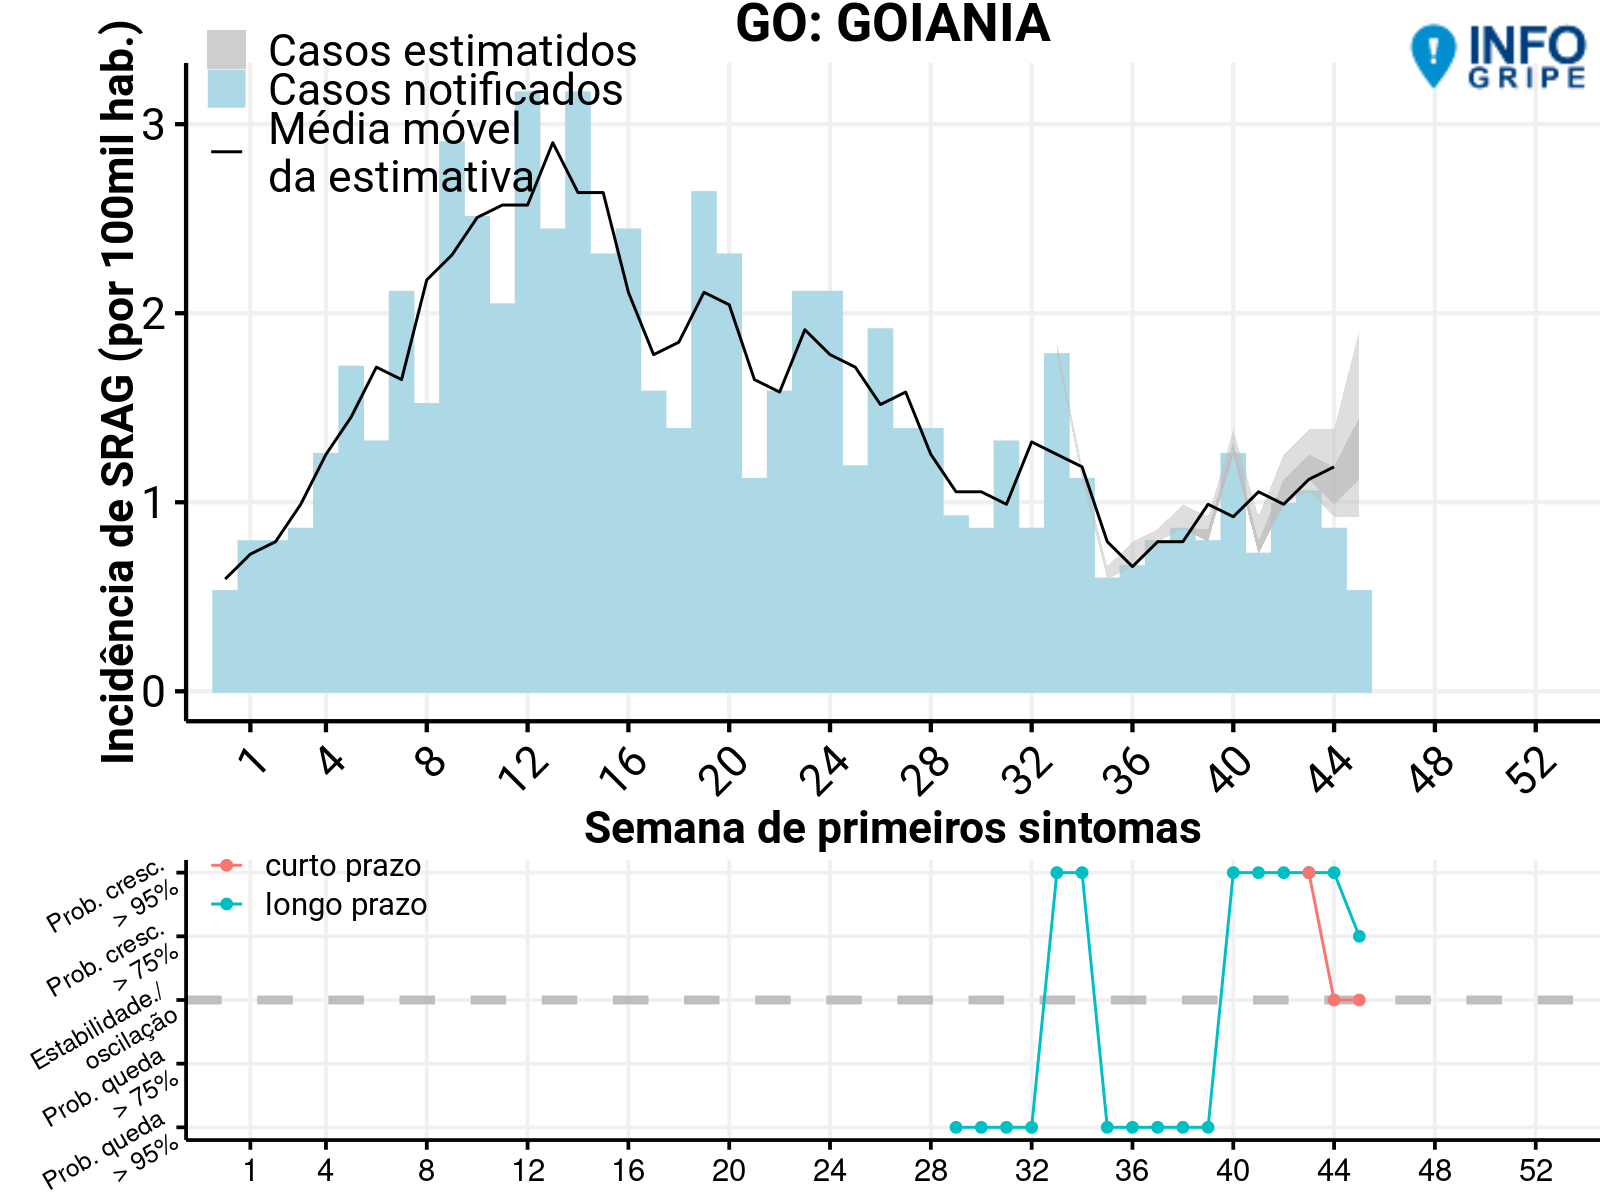 GO: GOIANIA
INFO
GRIPE
Casos estimatidos
Casos notificados
Média móvel
da estimativa
Incidência de SRAG (por 100mil hab.)
3
2
1
0
1 4 8 12 16 20 24 28 32 36 40 44 48 52
Semana de primeiros sintomas
curto prazo
longo prazo
Prob. cresc.
> 95%
Prob. cresc.
> 75%
Estabilidade./
oscilação
Prob. queda
> 75%
Prob. queda
> 95%
1 4 8 12 16 20 24 28 32 36 40 44 48 52